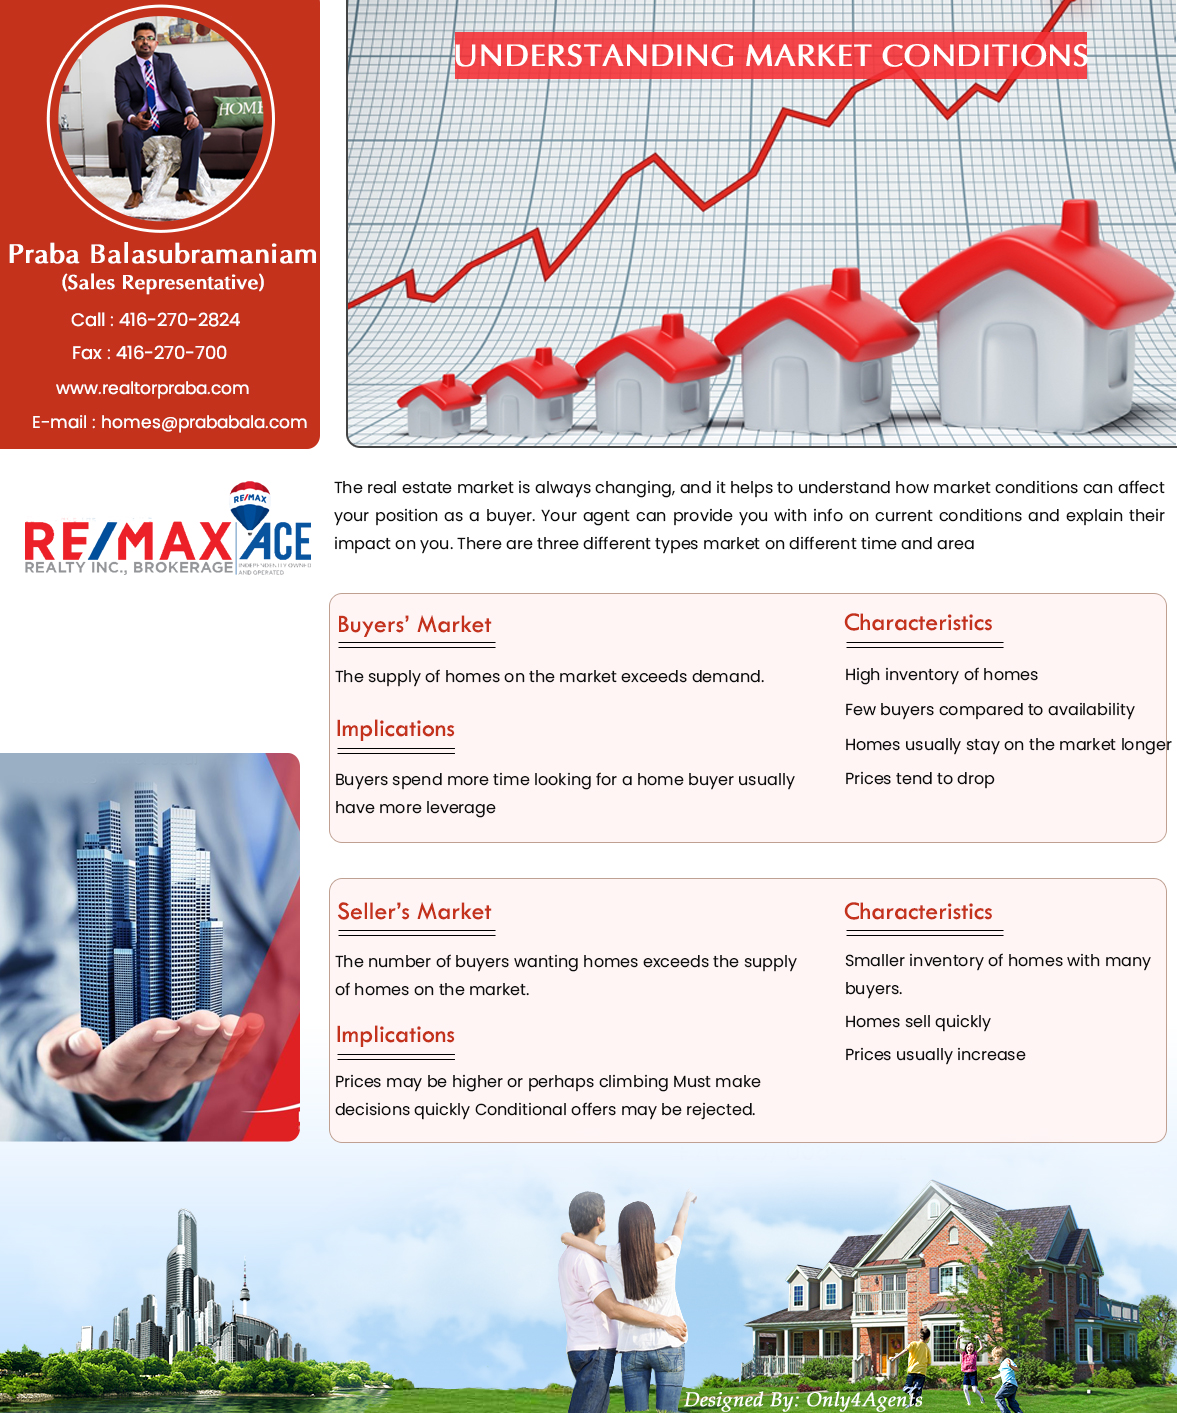 UNDERSTANDING MARKET CONDITIONS
HOME
Praba Balasubramaniam
(Sales Representative)
Call : 416-270-2824
Fax : 416-270-700
www.realtorpraba.com
E-mail : homes@prababala.com
RE/MAX
RE/MAX ACE
REALTY INC., BROKERAGE
INDEPENDENTLY OWNED
AND OPERATED
The real estate market is always changing, and it helps to understand how market conditions can affect
your position as a buyer. Your agent can provide you with info on current conditions and explain their
impact on you. There are three different types market on different time and area
Buyers’ Market
The supply of homes on the market exceeds demand.
Implications
Buyers spend more time looking for a home buyer usually
have more leverage
Characteristics
High inventory of homes
Few buyers compared to availability
Homes usually stay on the market longer
Prices tend to drop
Seller’s Market
The number of buyers wanting homes exceeds the supply
of homes on the market.
Implications
Prices may be higher or perhaps climbing Must make
decisions quickly Conditional offers may be rejected.
Characteristics
Smaller inventory of homes with many
buyers.
Homes sell quickly
Prices usually increase
Designed By: Only4Agents